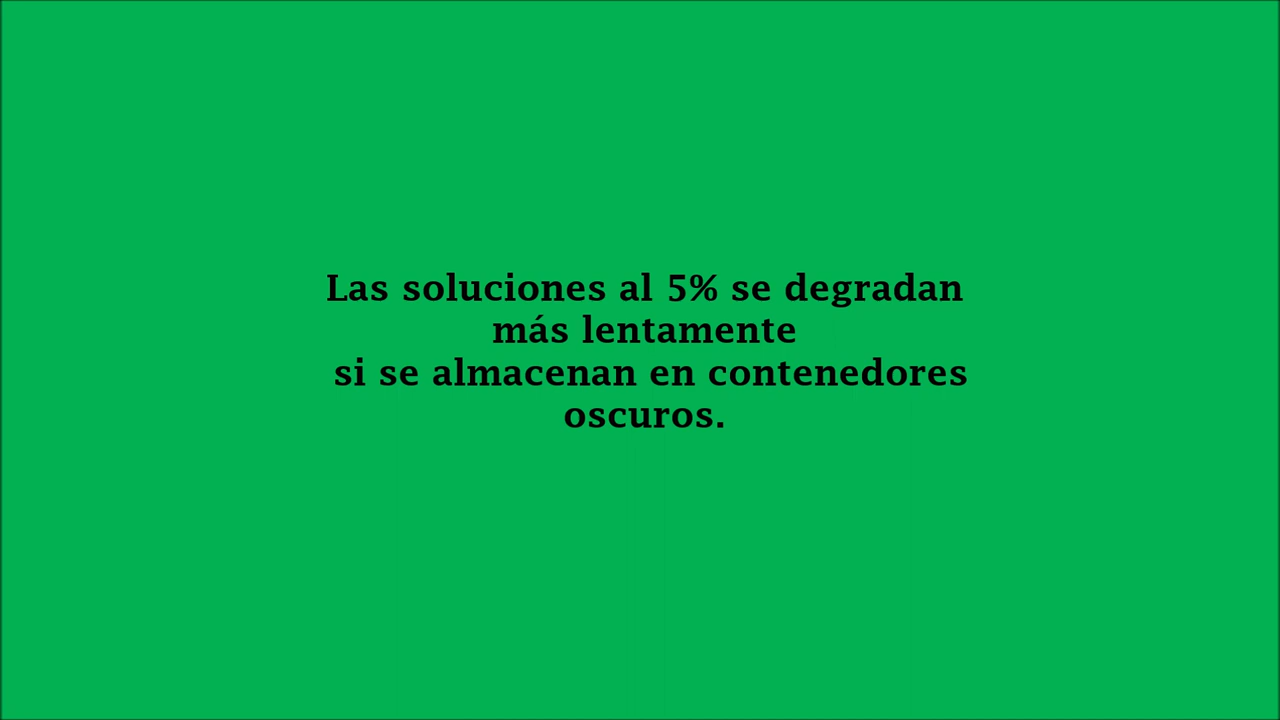 Las soluciones al 5% se degradan
más lentamente
si se almacenan en contenedores
oscuros.